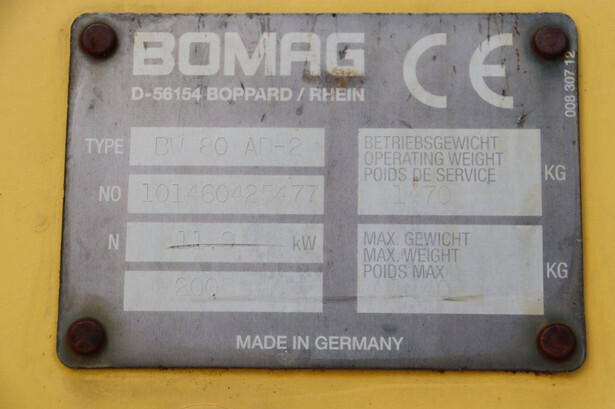 BOMAG
CE
D-56154 BOPPARD / RHEIN
008 307 12
TYPE BW 80 AD-2
NO 101460425477
N kW
BETRIEBSGEWICHT
OPERATING WEIGHT
POIDS DE SERVICE
KG
MAX. GEWICHT
MAX. WEIGHT
POIDS MAX
KG
MADE IN GERMANY